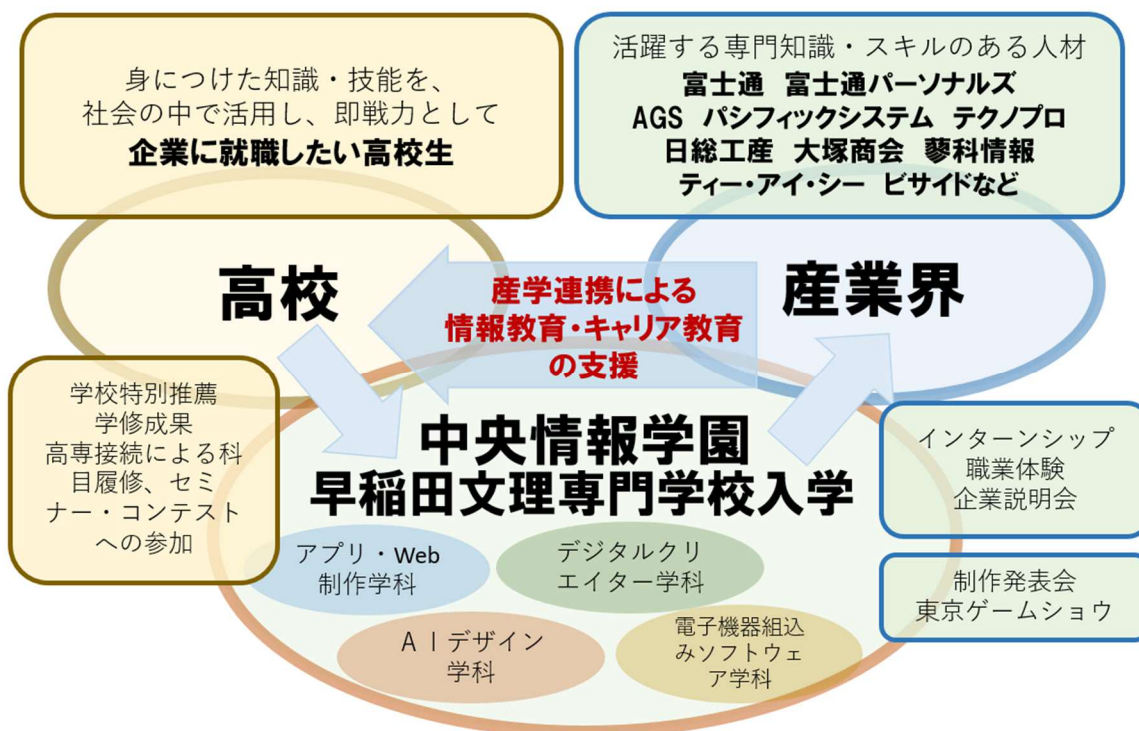 身につけた知識・技能を、
社会の中で活用し、即戦力として
企業に就職したい高校生
活躍する専門知識・スキルのある人材
富士通 富士通パーソナルズ
AGS パシフィックシステム テクノプロ
日総工産 大塚商会 蓼科情報
ティー・アイ・シー ビサイドなど
高校
産学連携による
情報教育・キャリア教育
の支援
産業界
学校特別推薦
学修成果
高専接続による科
目履修、セミ
ナー・コンテスト
への参加
中央情報学園
早稲田文理専門学校入学
インターンシップ
職業体験
企業説明会
制作発表会
東京ゲームショウ
アプリ・Web
制作学科
デジタルクリ
エイター学科
ＡＩデザイン
学科
電子機器組込
みソフトウェ
ア学科